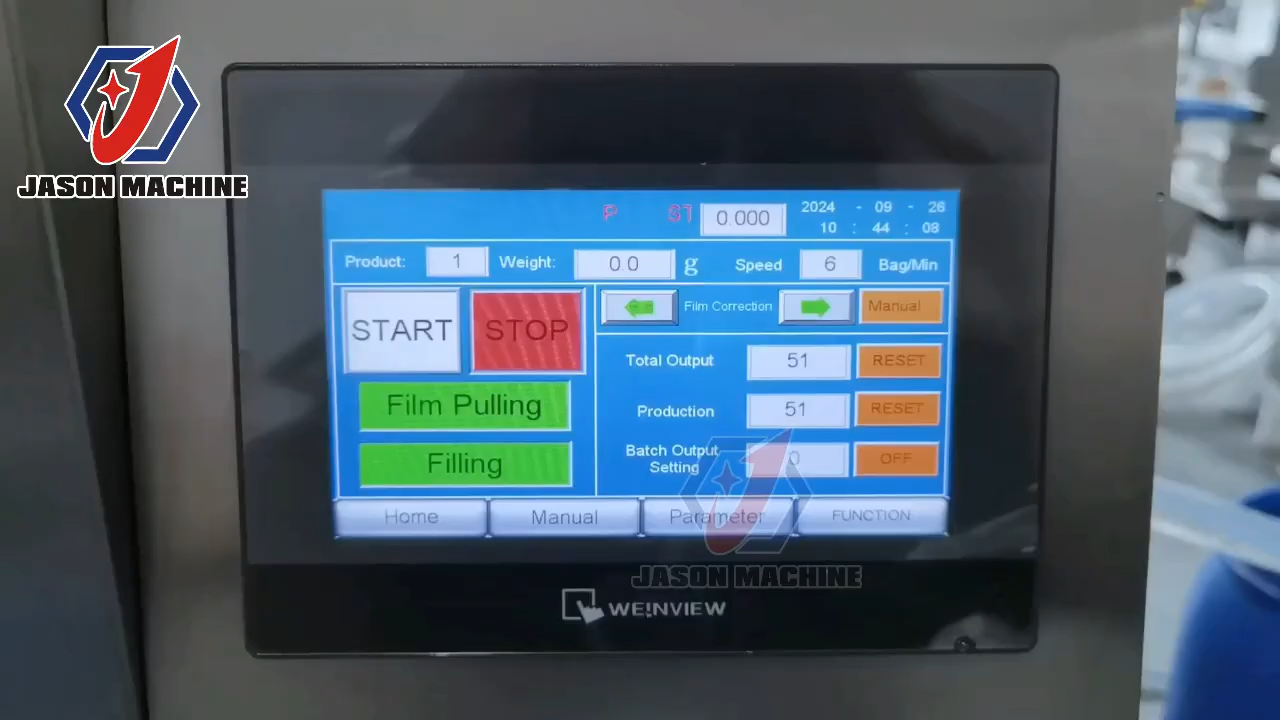 JASON MACHINE
P ST 0.000 2024 - 09 - 26
10 : 44 : 08
Product: 1 Weight: 0.0 g Speed 6 Bag/Min
START STOP
Film Correction Manual
Total Output 51 RESET
Film Pulling
Production 51 RESET
Filling
Batch Output
Setting 0 OFF
Home Manual Parameter FUNCTION
JASON MACHINE
WEINVIEW